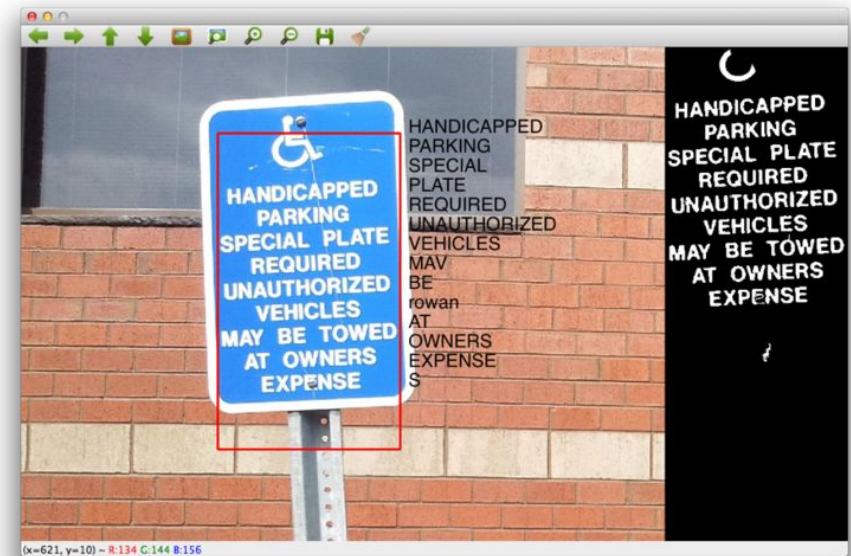 HANDICAPPED
PARKING
SPECIAL PLATE
REQUIRED
UNAUTHORIZED
VEHICLES
MAY BE TOWED
AT OWNERS
EXPENSE
HANDICAPPED
PARKING
SPECIAL
PLATE
REQUIRED
UNAUTHORIZED
VEHICLES
MAV
BE
rowan
AT
OWNERS
EXPENSE
S
HANDICAPPED
PARKING
SPECIAL PLATE
REQUIRED
UNAUTHORIZED
VEHICLES
MAY BE TOWED
AT OWNERS
EXPENSE
(x=621, y=10) ~ R:134 G:144 B:156